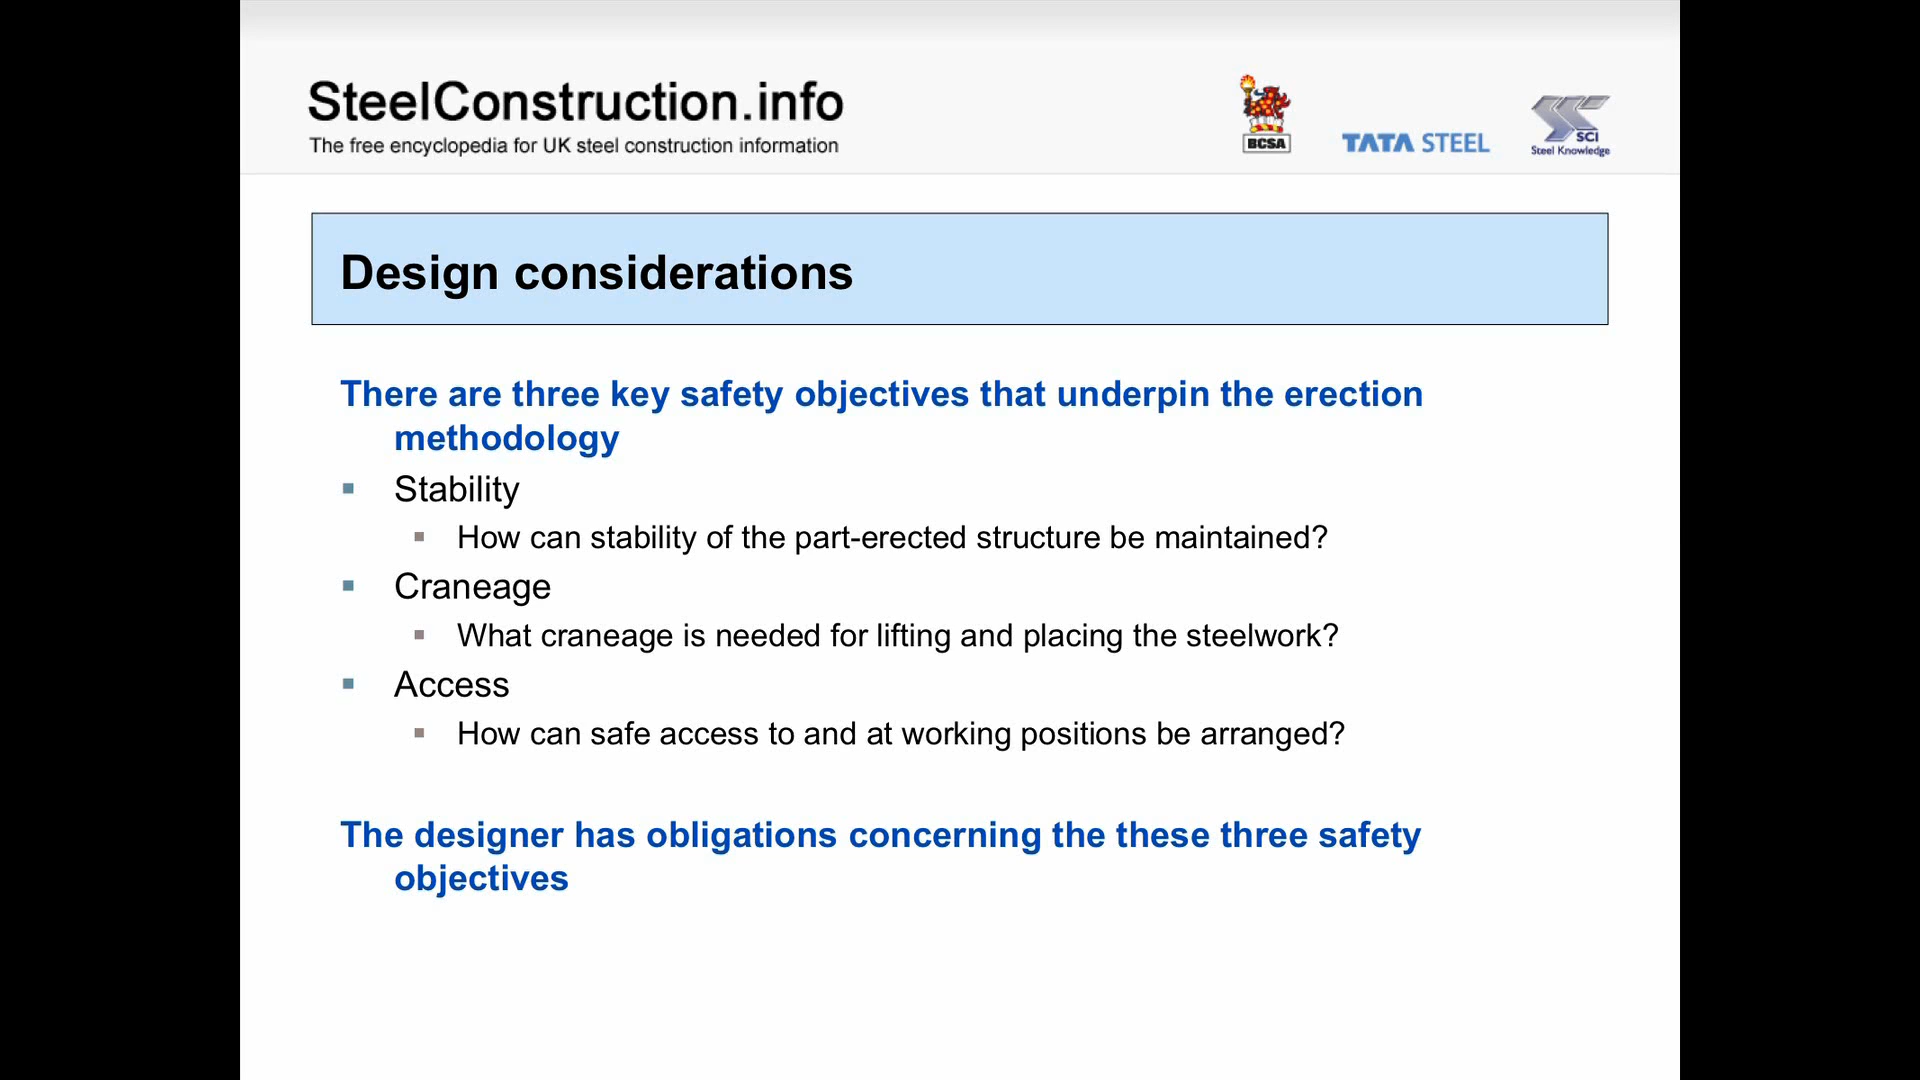 SteelConstruction.info
The free encyclopedia for UK steel construction information
BCSA
TATA STEEL
SCI
Steel Knowledge
Design considerations
There are three key safety objectives that underpin the erection
methodology
Stability
How can stability of the part-erected structure be maintained?
Craneage
What craneage is needed for lifting and placing the steelwork?
Access
How can safe access to and at working positions be arranged?
The designer has obligations concerning the these three safety
objectives